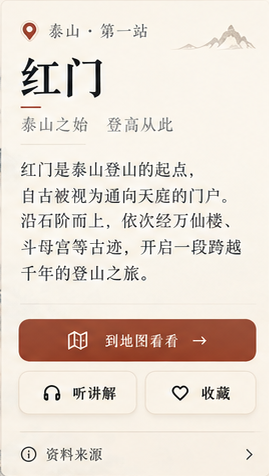 泰山·第一站
红门
泰山之始 登高从此
红门是泰山登山的起点，
自古被视为通向天庭的门户。
沿石阶而上，依次经万仙楼、
斗母宫等古迹，开启一段跨越
千年的登山之旅。
到地图看看 →
听讲解
收藏
资料来源